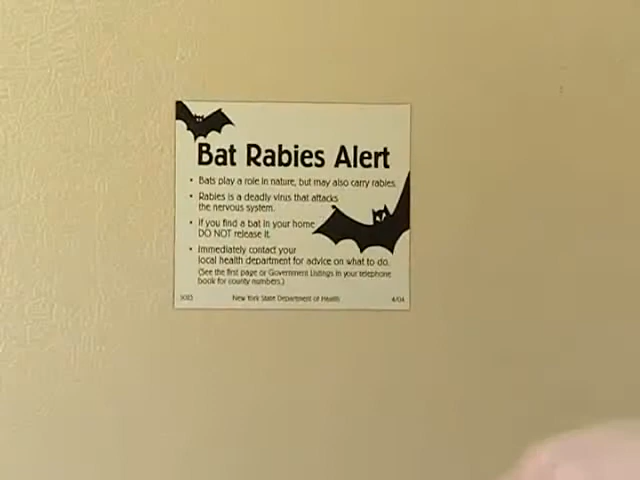 Bat Rabies Alert
• Bats play a role in nature, but may also carry rabies.
• Rabies is a deadly virus that attacks
the nervous system.
• If you find a bat in your home
DO NOT release it.
• Immediately contact your
local health department for advice on what to do.
(See the first page or Government Listings in your telephone
book for county numbers.)
New York State Department of Health
4/04